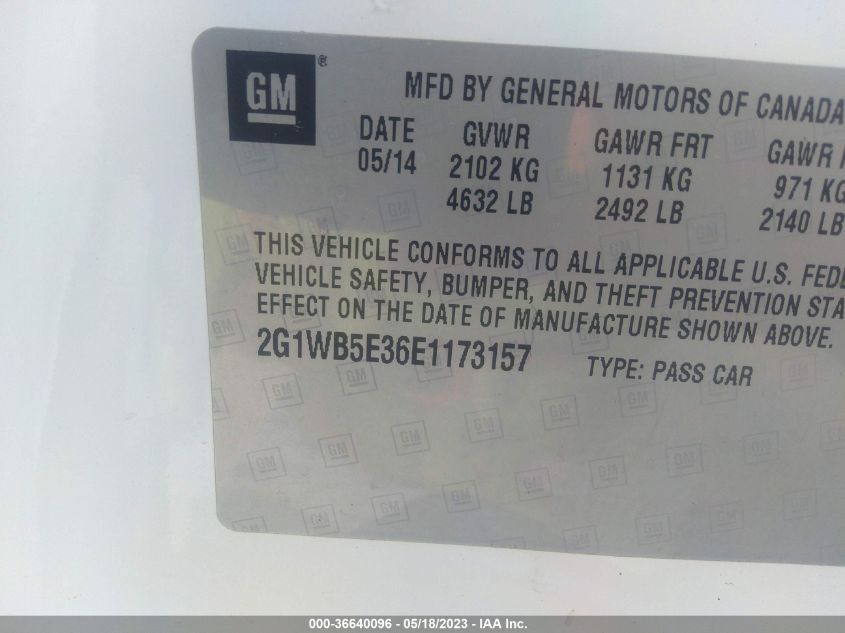 GM ®
MFD BY GENERAL MOTORS OF CANADA
DATE GVWR GAWR FRT GAWR
05/14 2102 KG 1131 KG 971 KG
4632 LB 2492 LB 2140 LB
THIS VEHICLE CONFORMS TO ALL APPLICABLE U.S. FEDE
VEHICLE SAFETY, BUMPER, AND THEFT PREVENTION STA
EFFECT ON THE DATE OF MANUFACTURE SHOWN ABOVE.
2G1WB5E36E1173157 TYPE: PASS CAR
000-36640096 - 05/18/2023 - IAA Inc.